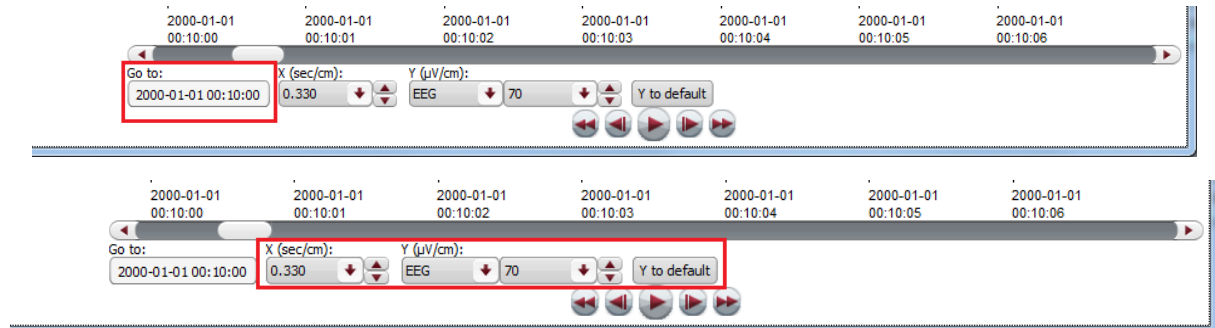 2000-01-01 2000-01-01 2000-01-01 2000-01-01 2000-01-01 2000-01-01 2000-01-01
00:10:00 00:10:01 00:10:02 00:10:03 00:10:04 00:10:05 00:10:06
Go to: X (sec/cm): Y (µV/cm):
2000-01-01 00:10:00 0.330 EEG 70 Y to default
2000-01-01 2000-01-01 2000-01-01 2000-01-01 2000-01-01 2000-01-01 2000-01-01
00:10:00 00:10:01 00:10:02 00:10:03 00:10:04 00:10:05 00:10:06
Go to: X (sec/cm): Y (µV/cm):
2000-01-01 00:10:00 0.330 EEG 70 Y to default